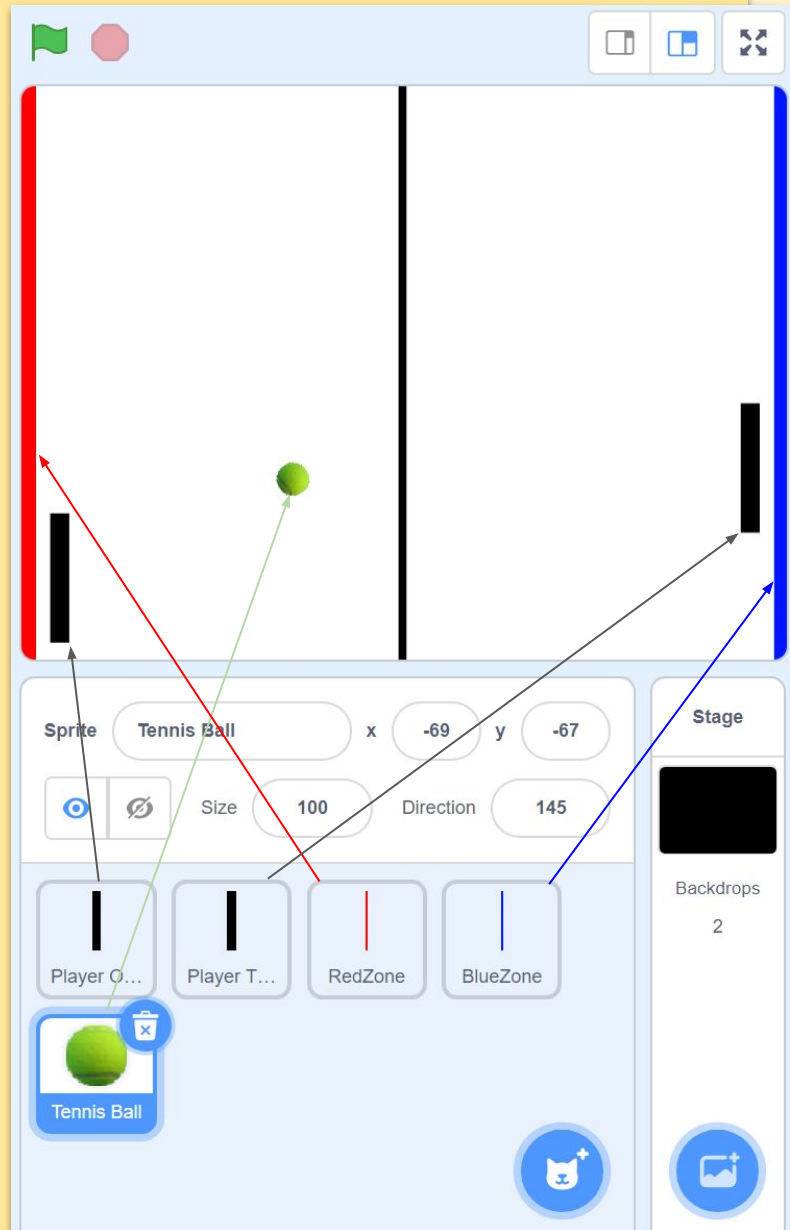 Sprite Tennis Ball x -69 y -67
Size 100 Direction 145
Stage
Backdrops
2
Player O...
Player T...
RedZone
BlueZone
Tennis Ball